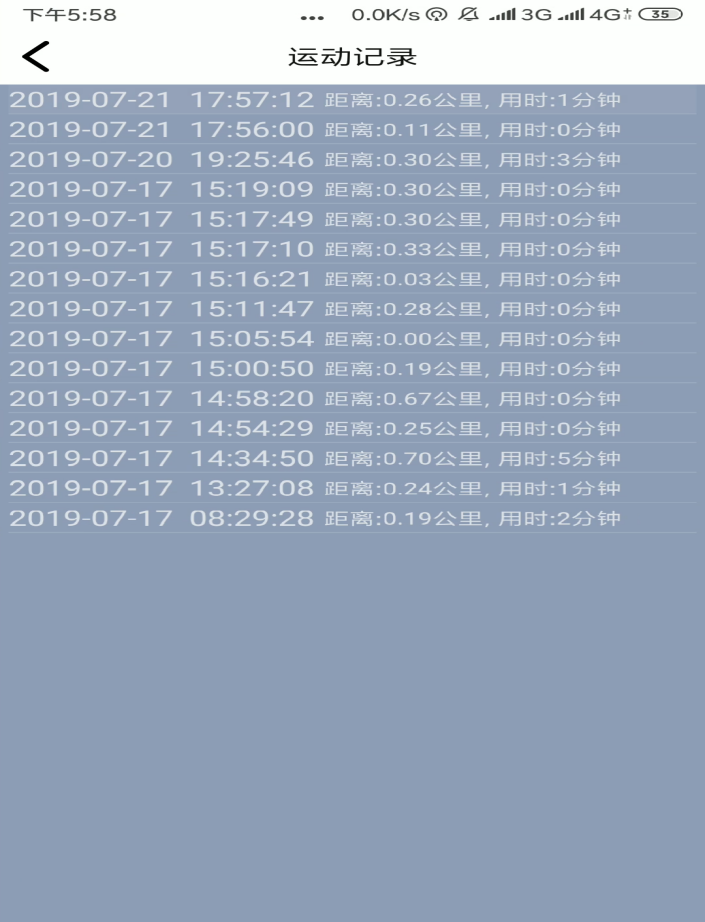 下午5:58 ... 0.0K/s 3G 4G+ 35
运动记录
2019-07-21 17:57:12 距离:0.26公里, 用时:1分钟
2019-07-21 17:56:00 距离:0.11公里, 用时:0分钟
2019-07-20 19:25:46 距离:0.30公里, 用时:3分钟
2019-07-17 15:19:09 距离:0.30公里, 用时:0分钟
2019-07-17 15:17:49 距离:0.30公里, 用时:0分钟
2019-07-17 15:17:10 距离:0.33公里, 用时:0分钟
2019-07-17 15:16:21 距离:0.03公里, 用时:0分钟
2019-07-17 15:11:47 距离:0.28公里, 用时:0分钟
2019-07-17 15:05:54 距离:0.00公里, 用时:0分钟
2019-07-17 15:00:50 距离:0.19公里, 用时:0分钟
2019-07-17 14:58:20 距离:0.67公里, 用时:0分钟
2019-07-17 14:54:29 距离:0.25公里, 用时:0分钟
2019-07-17 14:34:50 距离:0.70公里, 用时:5分钟
2019-07-17 13:27:08 距离:0.24公里, 用时:1分钟
2019-07-17 08:29:28 距离:0.19公里, 用时:2分钟